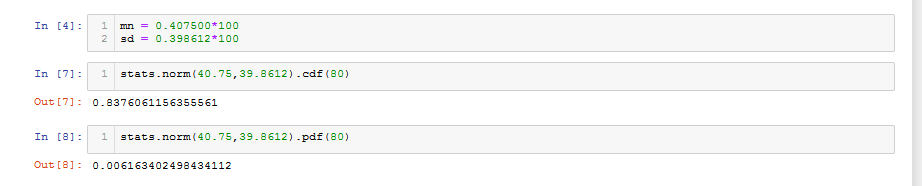 In [4]: 1 mn = 0.407500*100
2 sd = 0.398612*100
In [7]: 1 stats.norm(40.75,39.8612).cdf(80)
Out[7]: 0.8376061156355561
In [8]: 1 stats.norm(40.75,39.8612).pdf(80)
Out[8]: 0.006163402498434112